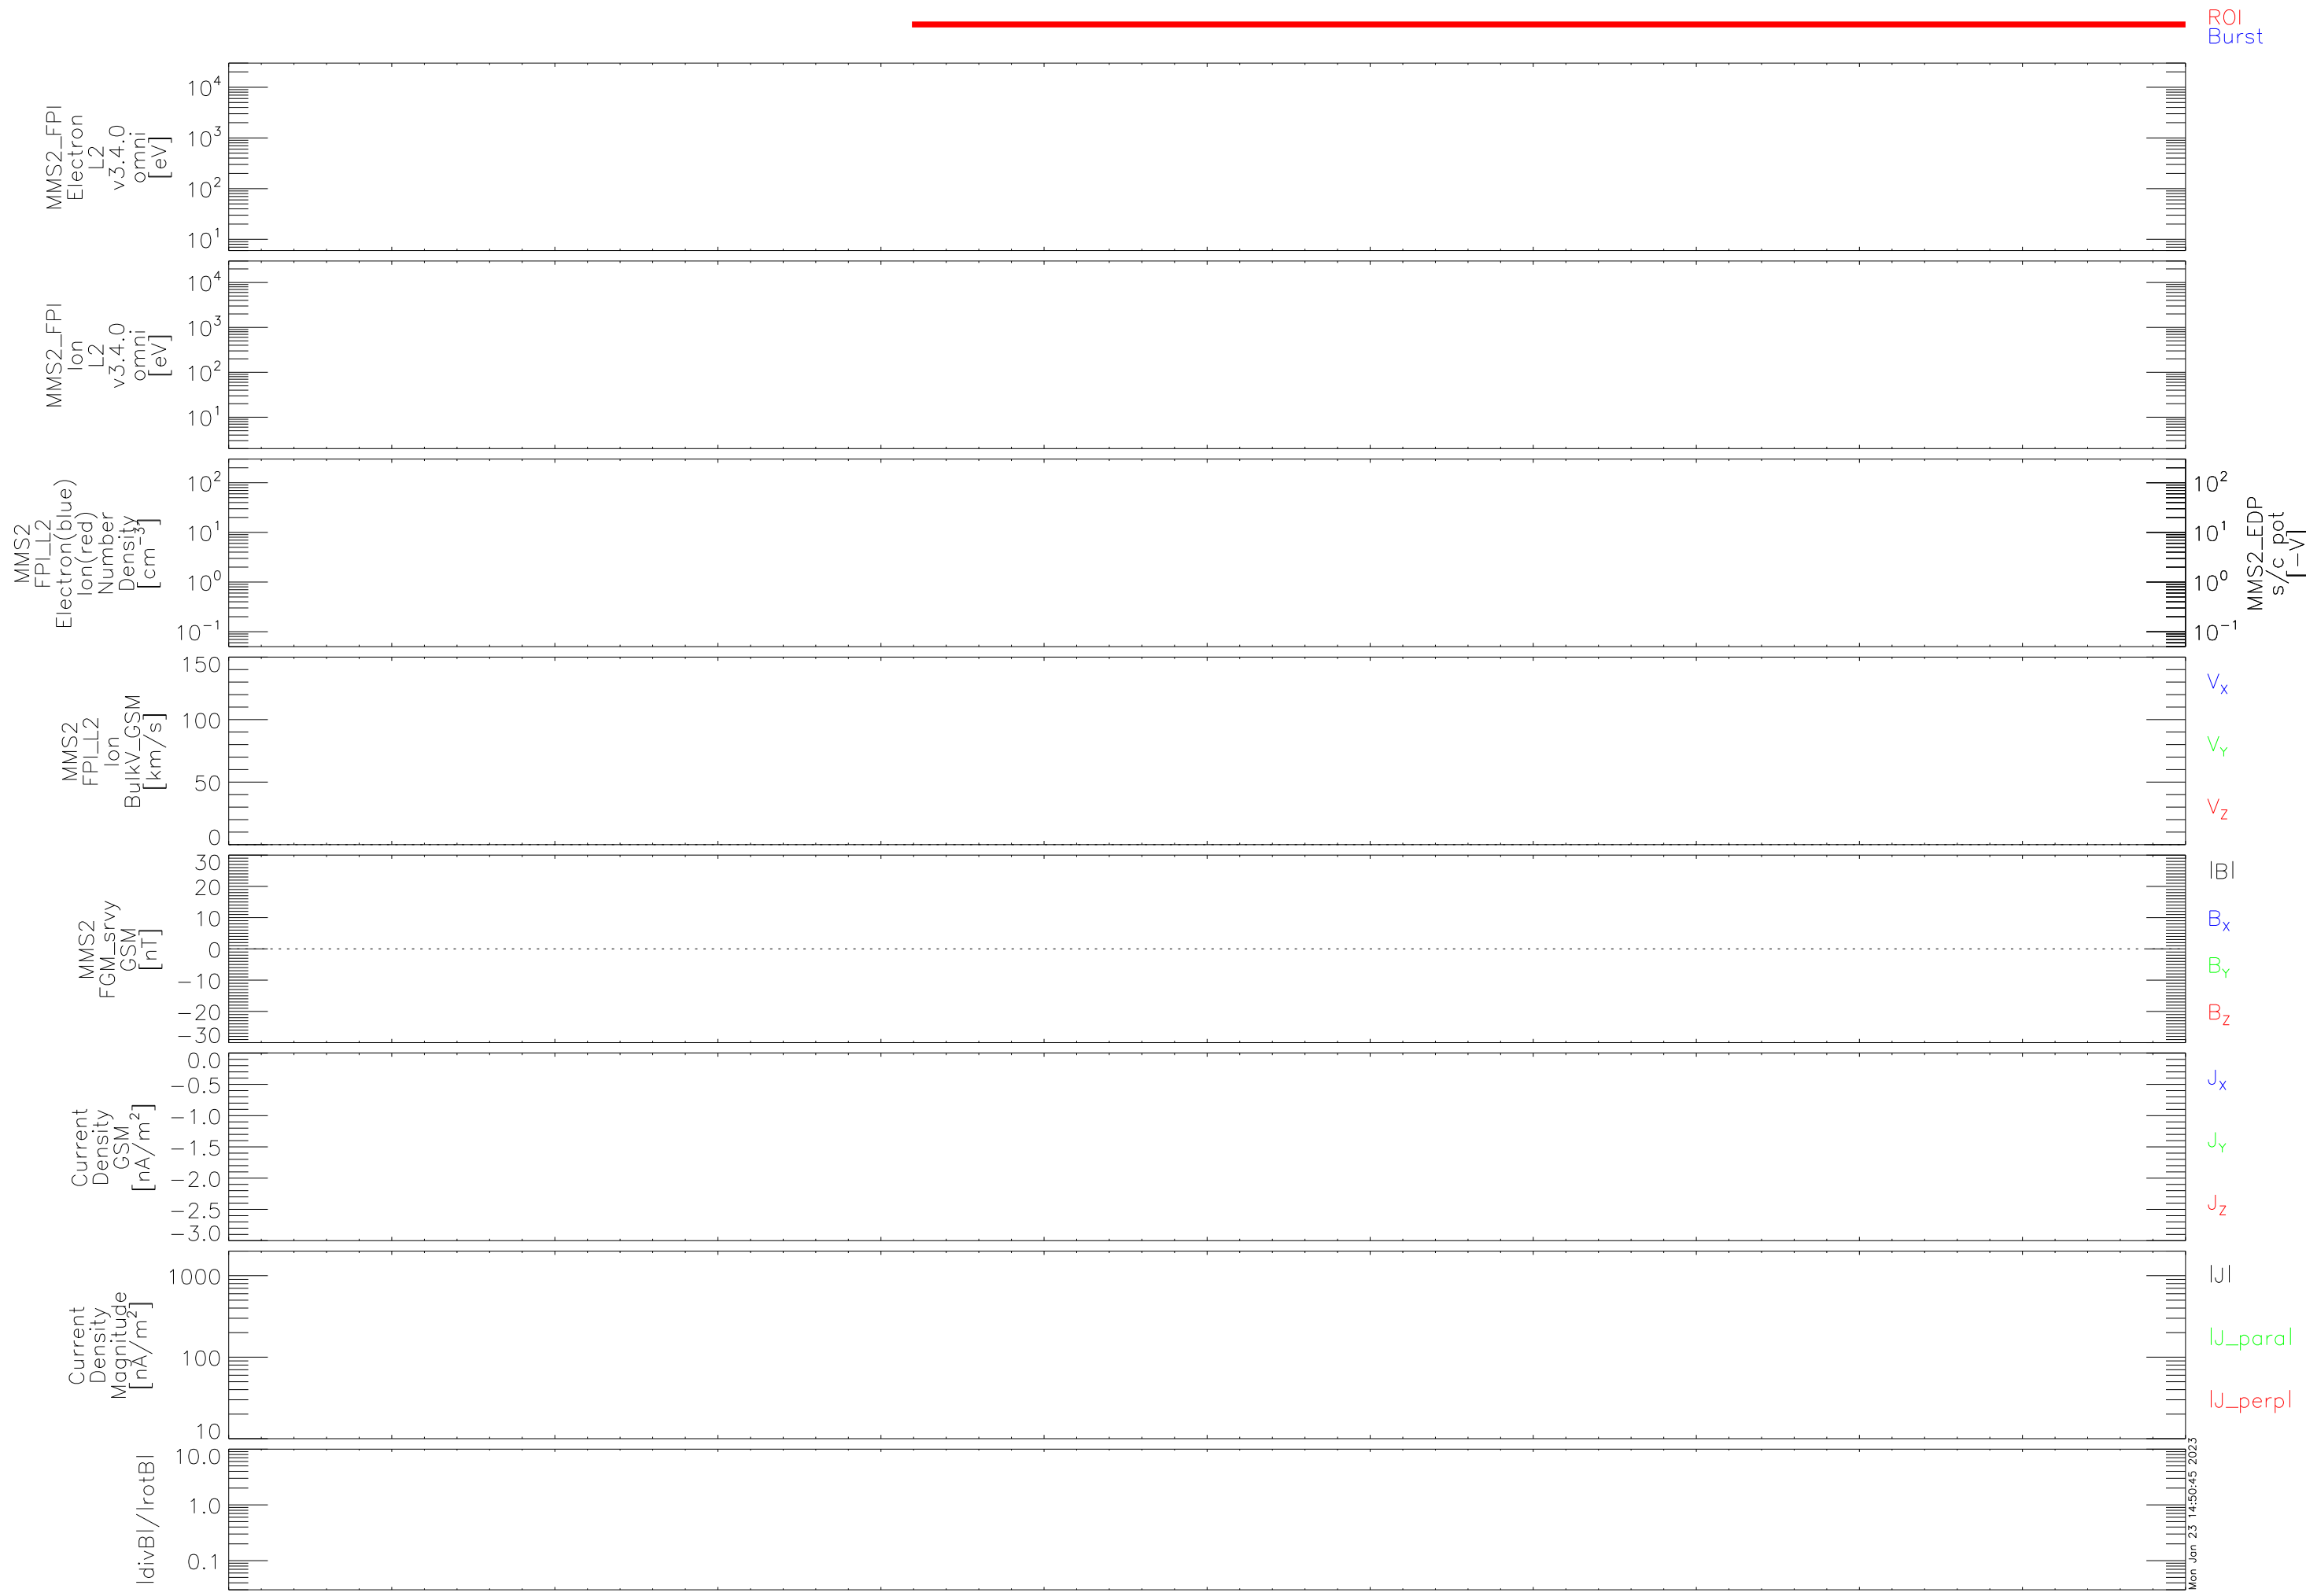 ROI
Burst
MMS2_FPI
Electron
L2
v3.4.0
omni
[eV]
10^4
10^3
10^2
10^1
MMS2_FPI
Ion
L2
v3.4.0
omni
[eV]
10^4
10^3
10^2
10^1
MMS2
FPI_L2
Electron(blue)
Ion(red)
Number
Density
[cm^-3]
10^2
10^1
10^0
10^-1
10^2
10^1
10^0
10^-1
MMS2_EDP
s/c pot
[-V]
MMS2
FPI_L2
Ion
BulkV_GSM
[km/s]
150
100
50
0
V_X
V_Y
V_Z
MMS2
FGM_srvy
GSM
[nT]
30
20
10
0
-10
-20
-30
|B|
B_X
B_Y
B_Z
Current
Density
GSM
[nA/m^2]
0.0
-0.5
-1.0
-1.5
-2.0
-2.5
-3.0
J_X
J_Y
J_Z
Current
Density
Magnitude
[nA/m^2]
1000
100
10
|J|
|J_para|
|J_perp|
|divB|/|rotB|
10.0
1.0
0.1
Mon Jan 23 14:50:45 2023